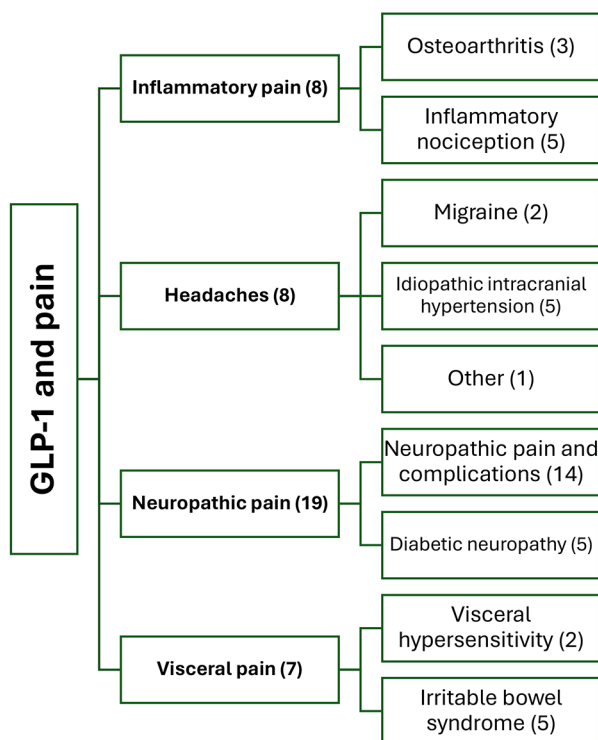 GLP-1 and pain
Inflammatory pain (8)
Osteoarthritis (3)
Inflammatory
nociception (5)
Headaches (8)
Migraine (2)
Idiopathic intracranial
hypertension (5)
Other (1)
Neuropathic pain (19)
Neuropathic pain and
complications (14)
Diabetic neuropathy (5)
Visceral pain (7)
Visceral
hypersensitivity (2)
Irritable bowel
syndrome (5)